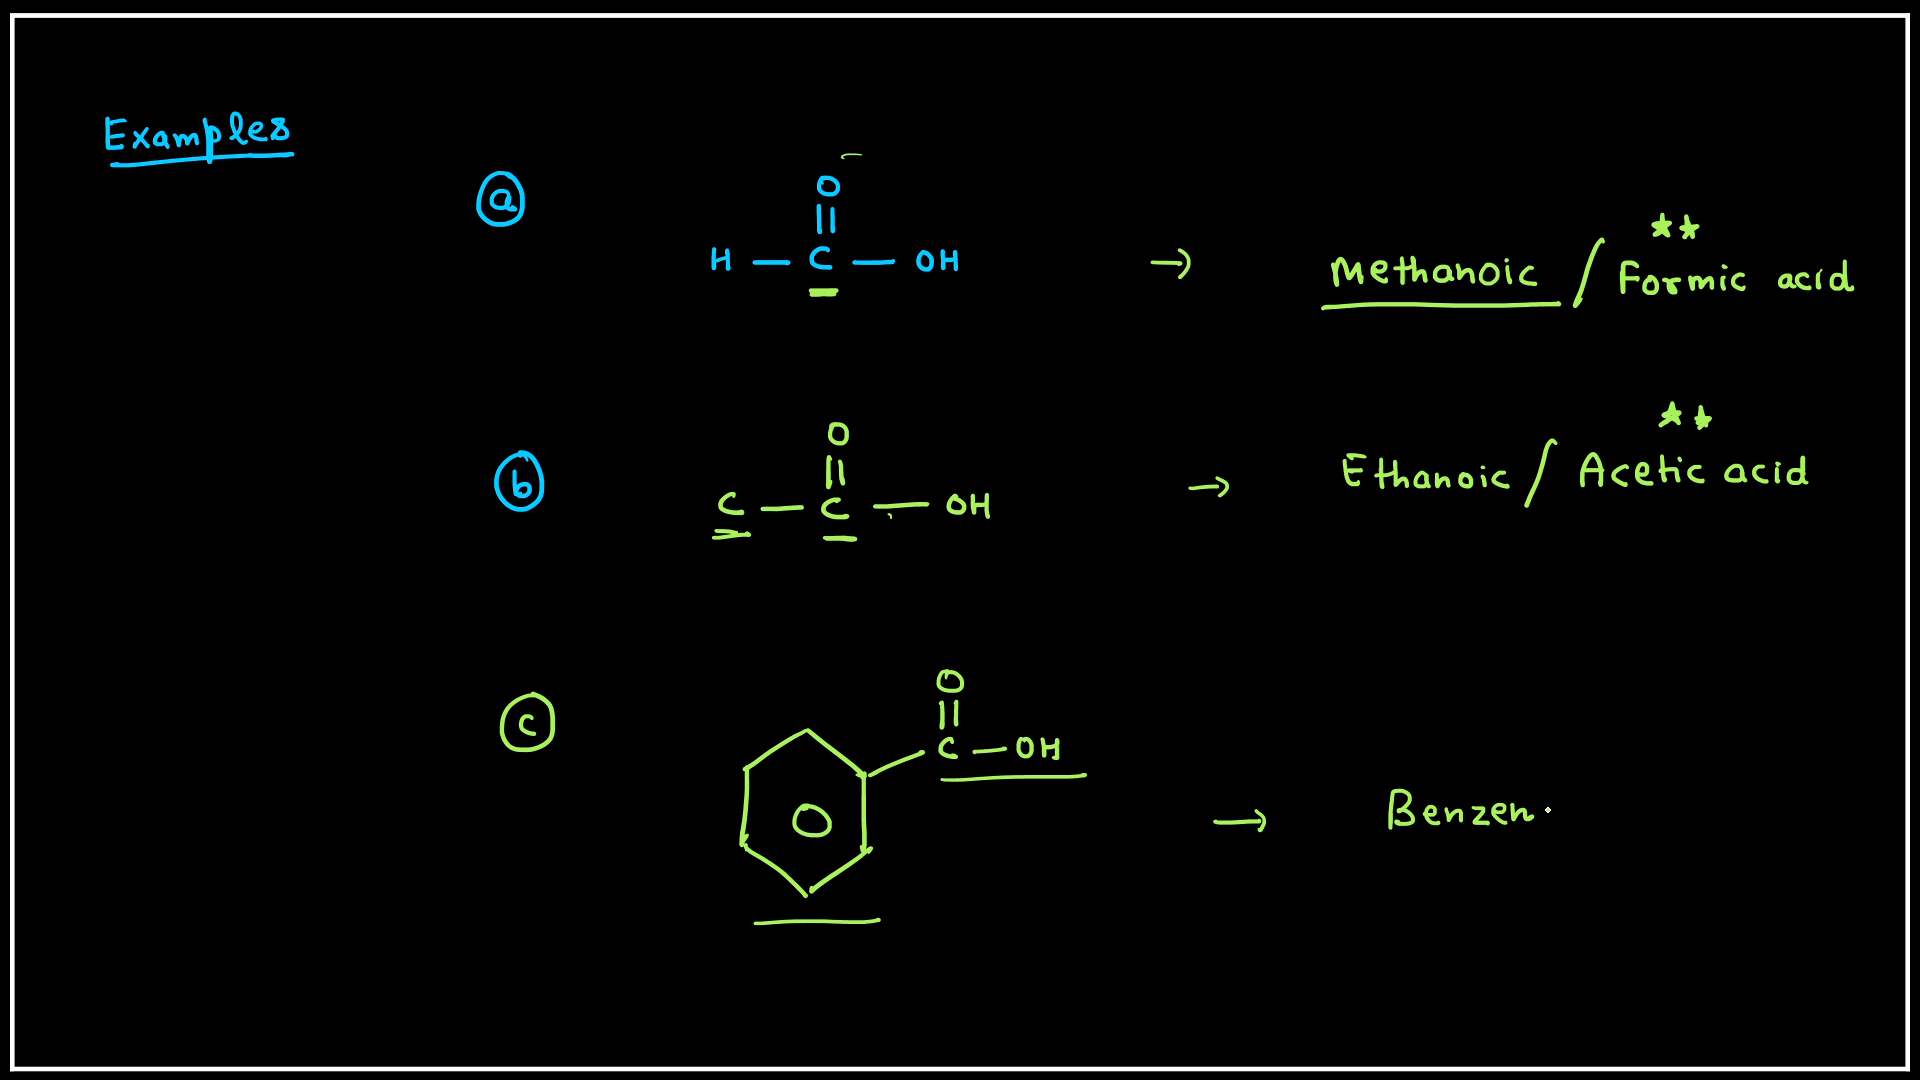 Examples
a
O
H — C — OH → Methanoic / Formic acid
b
O
C — C — OH → Ethanoic / Acetic acid
c
O
C — OH
→ Benzen